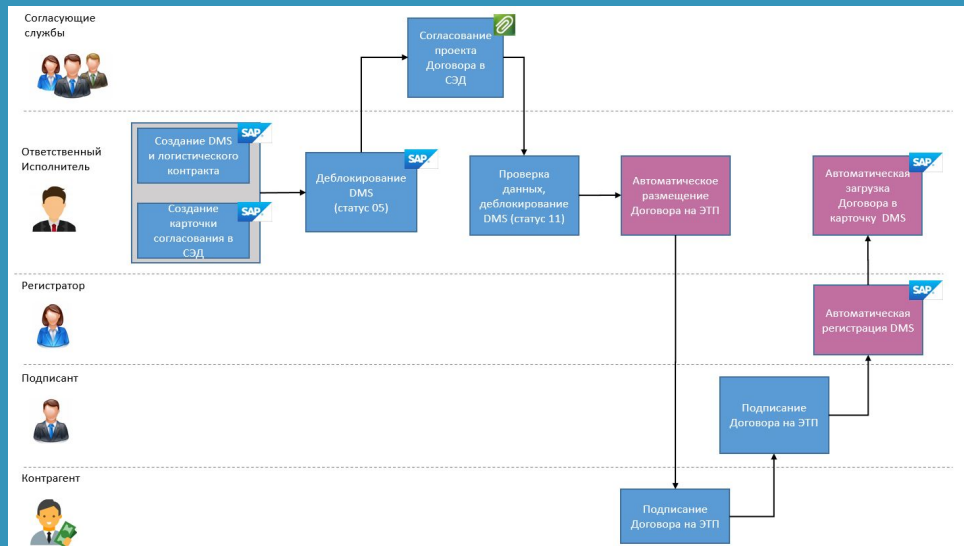 Согласующие
службы
Согласование
проекта
Договора в
СЭД
Ответственный
Исполнитель
SAP
Создание DMS
и логистического
контракта
SAP
Создание
карточки
согласования в
СЭД
SAP
Деблокирование
DMS
(статус 05)
Проверка
данных,
деблокирование
DMS (статус 11)
Автоматическое
размещение
Договора на ЭТП
SAP
Автоматическая
загрузка
Договора в
карточку DMS
Регистратор
SAP
Автоматическая
регистрация DMS
Подписант
Подписание
Договора на ЭТП
Контрагент
Подписание
Договора на ЭТП